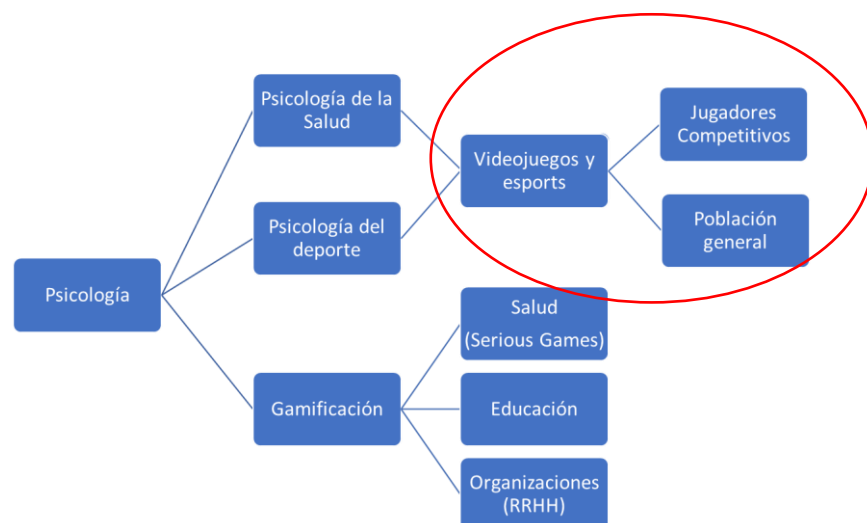 Psicología
Psicología de la
Salud
Psicología del
deporte
Gamificación
Videojuegos y
esports
Jugadores
Competitivos
Población
general
Salud
(Serious Games)
Educación
Organizaciones
(RRHH)